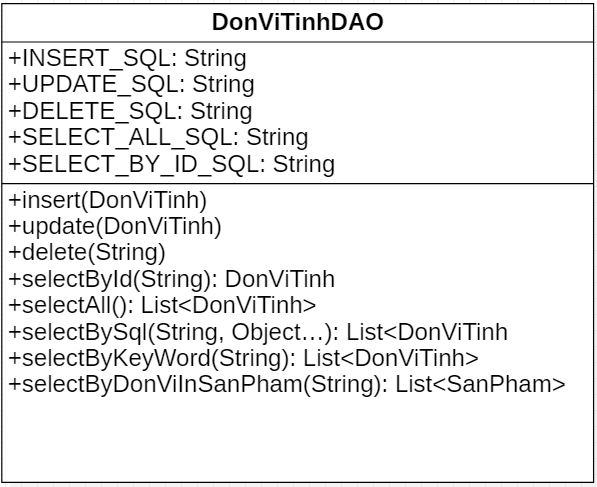 DonViTinhDAO
+INSERT_SQL: String
+UPDATE_SQL: String
+DELETE_SQL: String
+SELECT_ALL_SQL: String
+SELECT_BY_ID_SQL: String
+insert(DonViTinh)
+update(DonViTinh)
+delete(String)
+selectById(String): DonViTinh
+selectAll(): List<DonViTinh>
+selectBySql(String, Object…): List<DonViTinh
+selectByKeyWord(String): List<DonViTinh>
+selectByDonViInSanPham(String): List<SanPham>